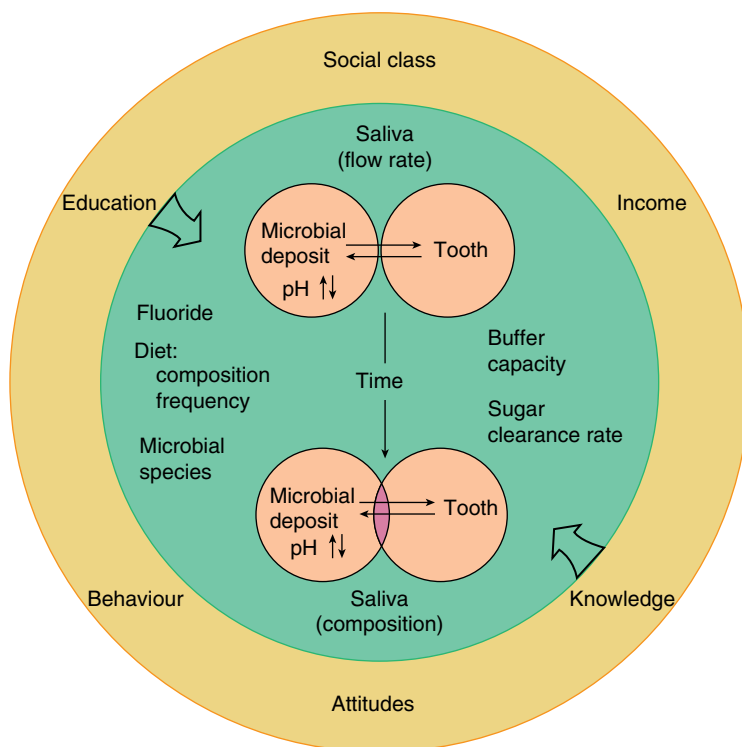 Social class
Saliva
(flow rate)
Education
Income
Microbial
deposit
pH
Tooth
Fluoride
Diet:
composition
frequency
Microbial
species
Time
Buffer
capacity
Sugar
clearance rate
Microbial
deposit
pH
Tooth
Behaviour
Saliva
(composition)
Knowledge
Attitudes